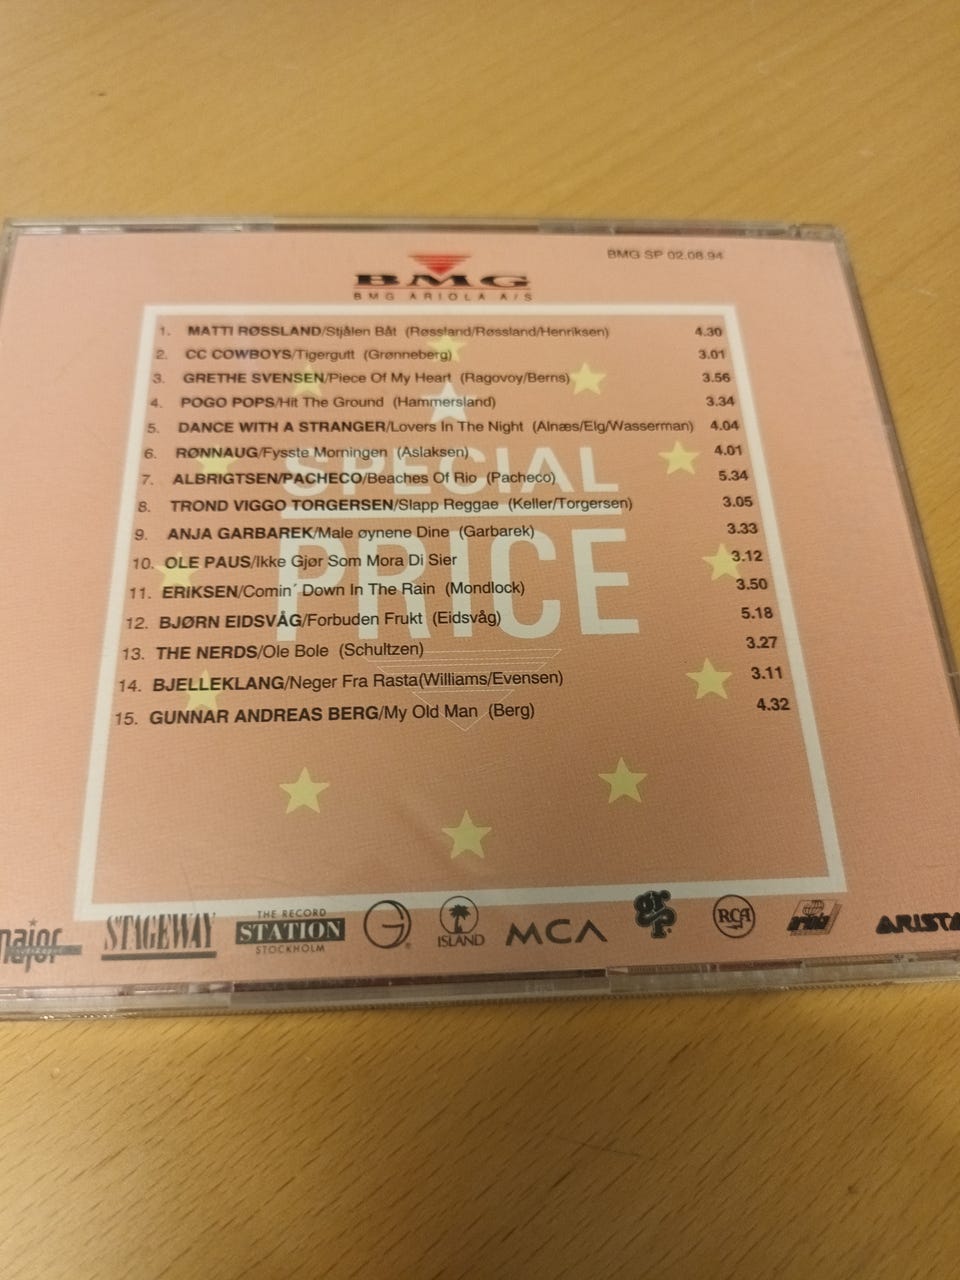 BMG
BMG ARIOLA A/S
BMG SP 02.08.94
1. MATTI RØSSLAND/Stjålen Båt (Røssland/Røssland/Henriksen) 4.30
2. CC COWBOYS/Tigergutt (Grønneberg) 3.01
3. GRETHE SVENSEN/Piece Of My Heart (Ragovoy/Berns) 3.56
4. POGO POPS/Hit The Ground (Hammersland) 3.34
5. DANCE WITH A STRANGER/Lovers In The Night (Alnæs/Elg/Wasserman) 4.04
6. RØNNAUG/Fysste Morningen (Aslaksen) 4.01
7. ALBRIGTSEN/PACHECO/Beaches Of Rio (Pacheco) 5.34
8. TROND VIGGO TORGERSEN/Slapp Reggae (Keller/Torgersen) 3.05
9. ANJA GARBAREK/Male øynene Dine (Garbarek) 3.33
10. OLE PAUS/Ikke Gjør Som Mora Di Sier 3.12
11. ERIKSEN/Comin´ Down In The Rain (Mondlock) 3.50
12. BJØRN EIDSVÅG/Forbuden Frukt (Eidsvåg) 5.18
13. THE NERDS/Ole Bole (Schultzen) 3.27
14. BJELLEKLANG/Neger Fra Rasta(Williams/Evensen) 3.11
15. GUNNAR ANDREAS BERG/My Old Man (Berg) 4.32
SPECIAL
PRICE
major
STAGEWAY
THE RECORD
STATION
STOCKHOLM
G
ISLAND
MCA
GRP
RCA
ARISTA